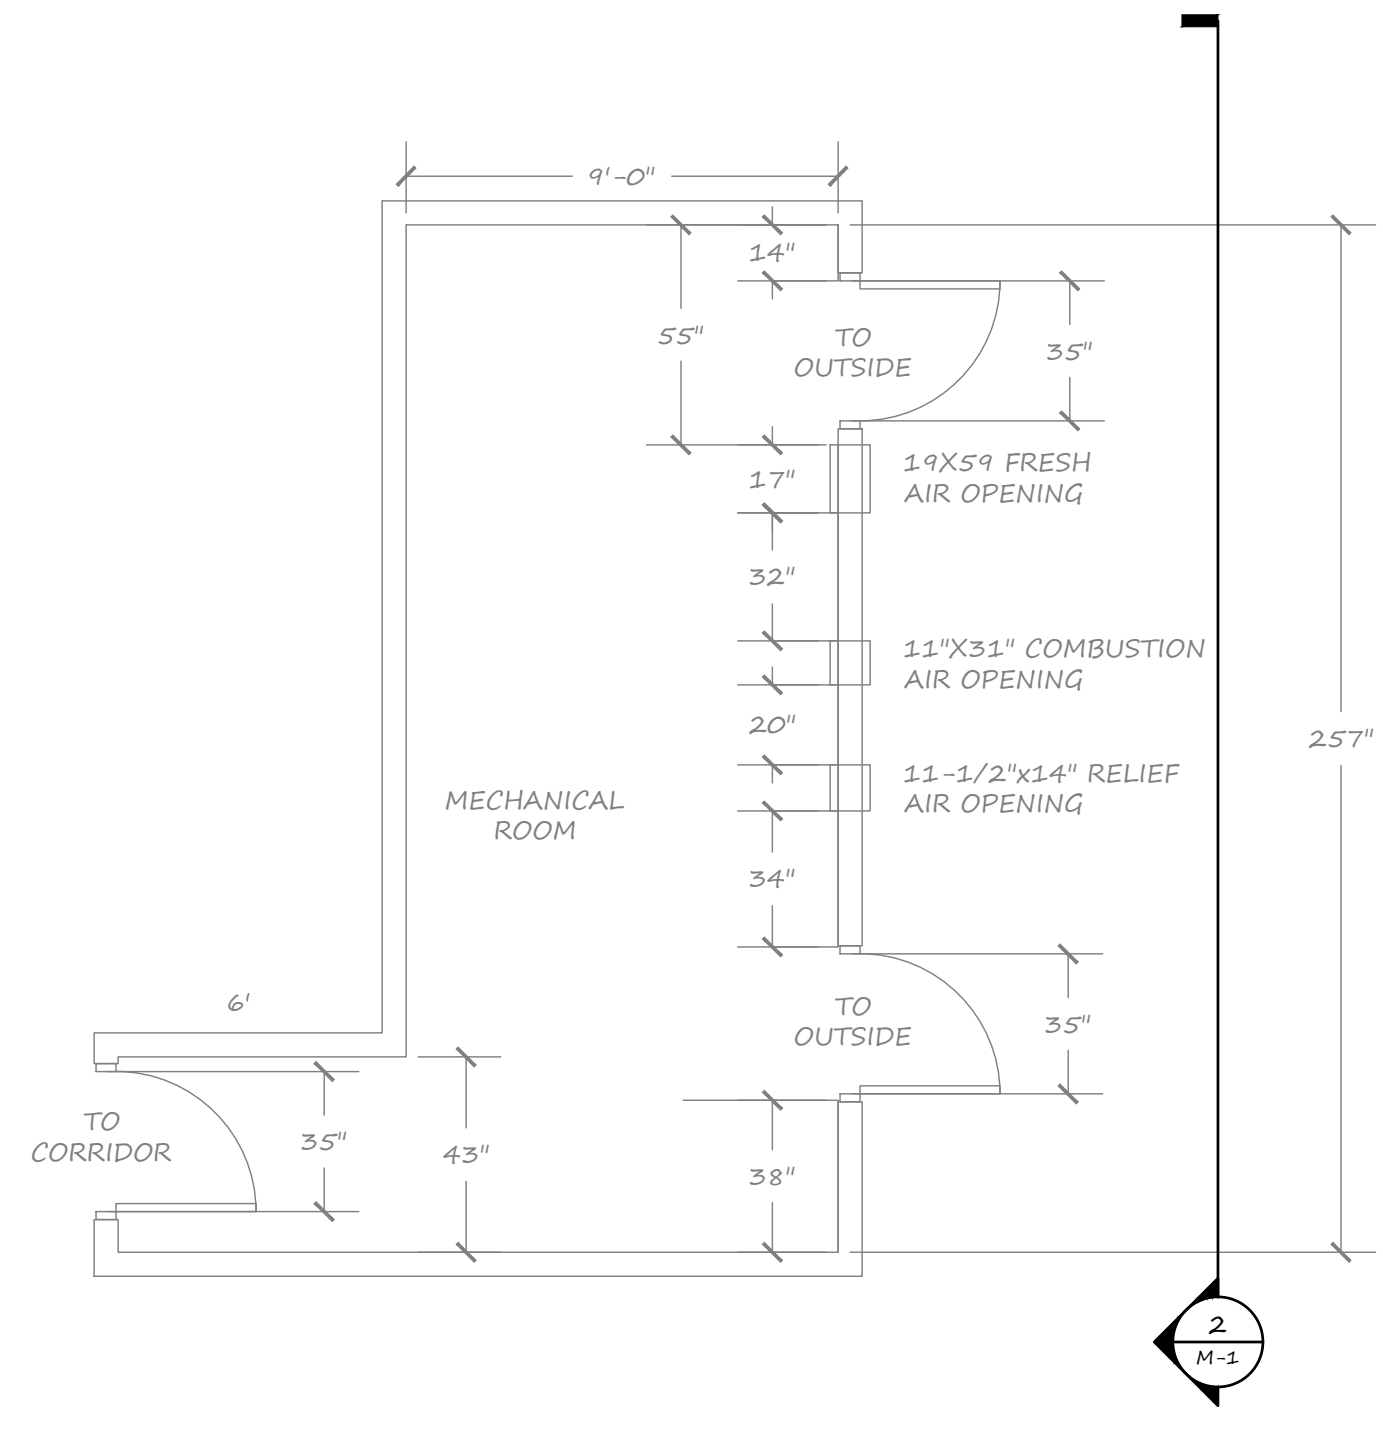 9'-0"
14"
55"
TO
OUTSIDE
35"
17"
19X59 FRESH
AIR OPENING
32"
11"X31" COMBUSTION
AIR OPENING
20"
257"
11-1/2"x14" RELIEF
AIR OPENING
MECHANICAL
ROOM
34"
6'
TO
OUTSIDE
35"
TO
CORRIDOR
35"
43"
38"
2
M-1